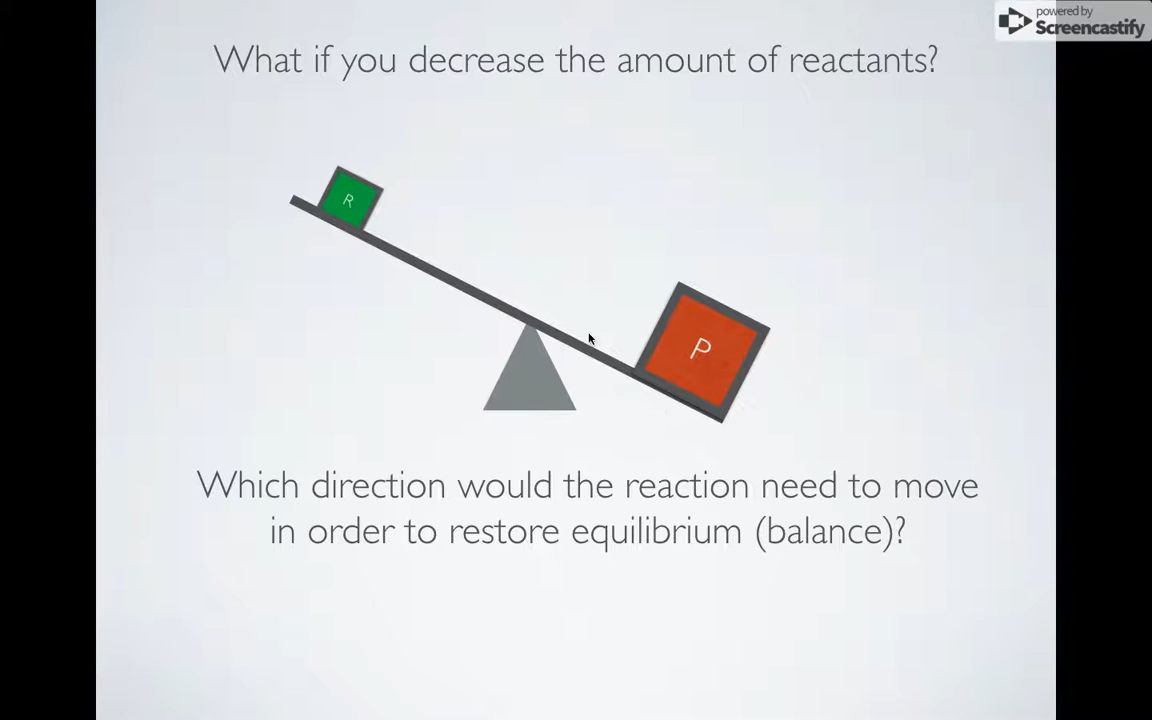 powered by
Screencastify
What if you decrease the amount of reactants?
R
P
Which direction would the reaction need to move
in order to restore equilibrium (balance)?